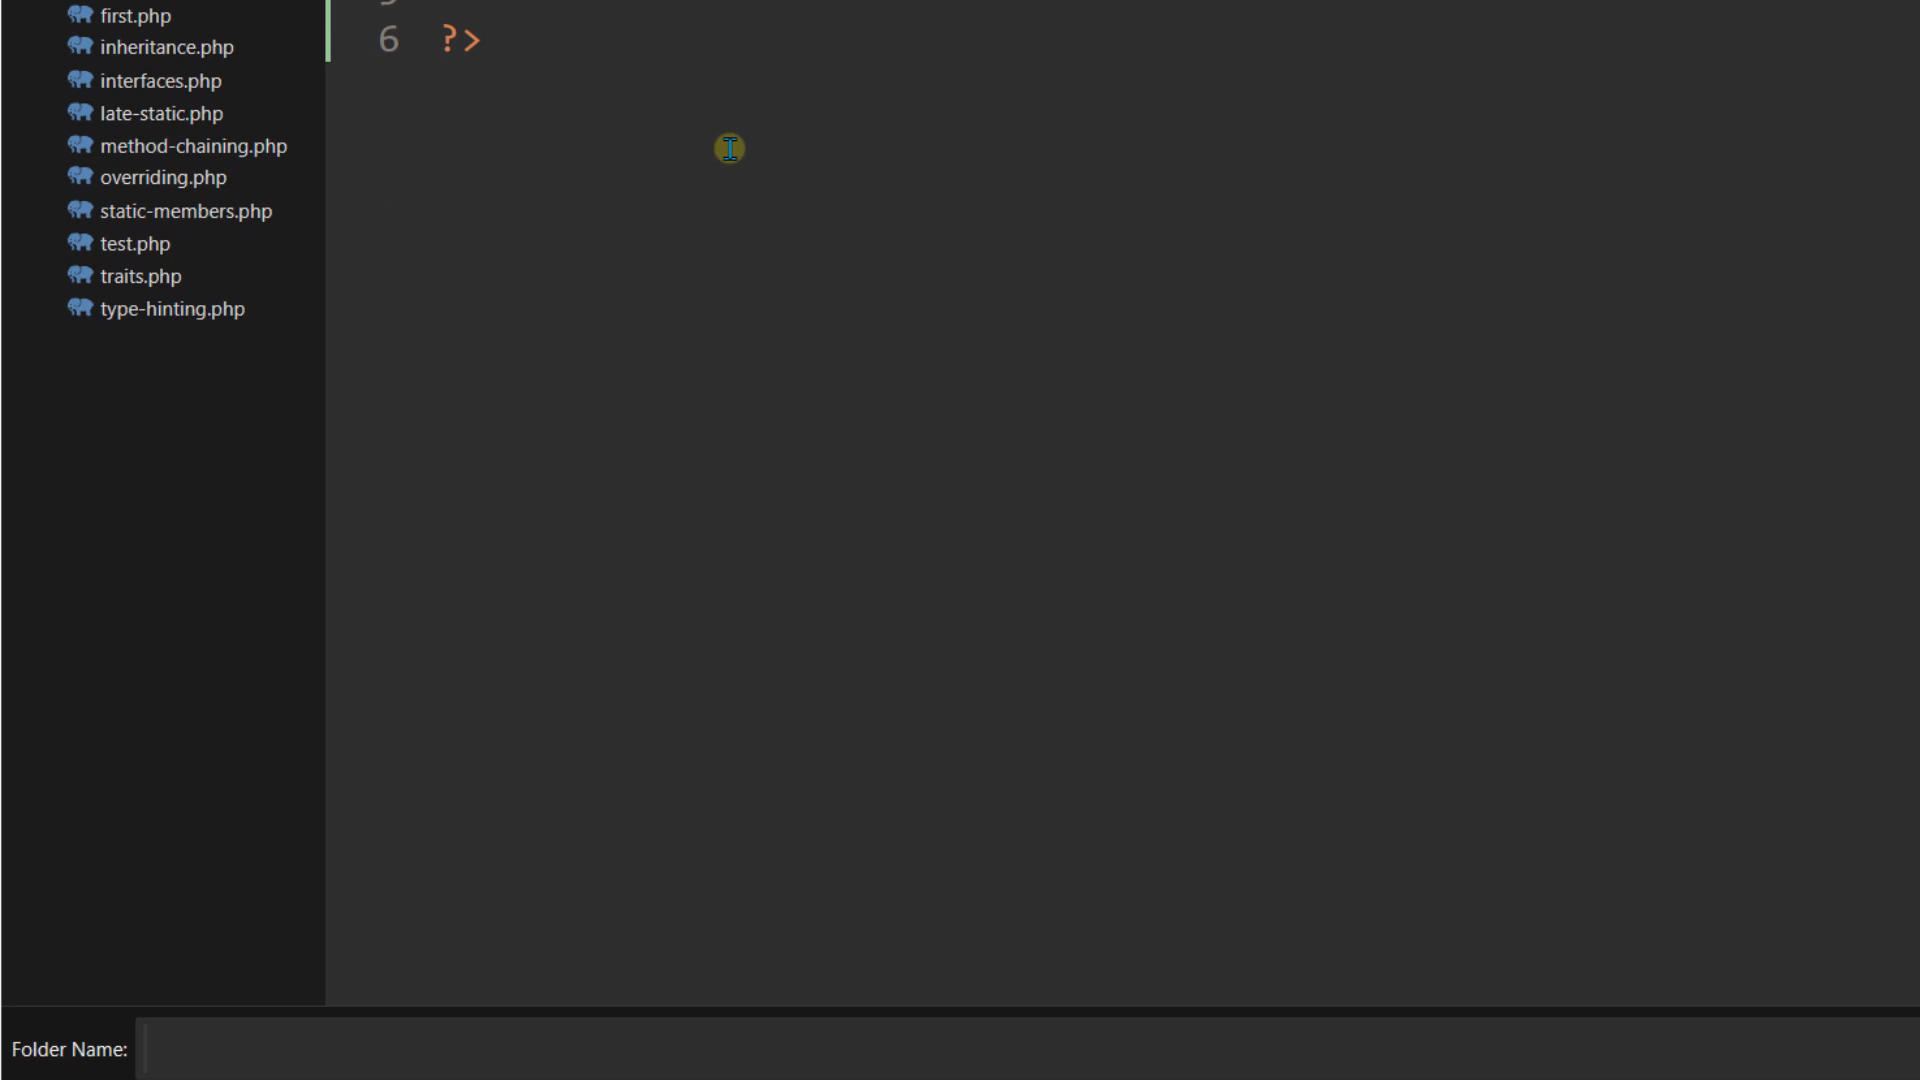 first.php
inheritance.php
interfaces.php
late-static.php
method-chaining.php
overriding.php
static-members.php
test.php
traits.php
type-hinting.php
6 ?>
Folder Name: